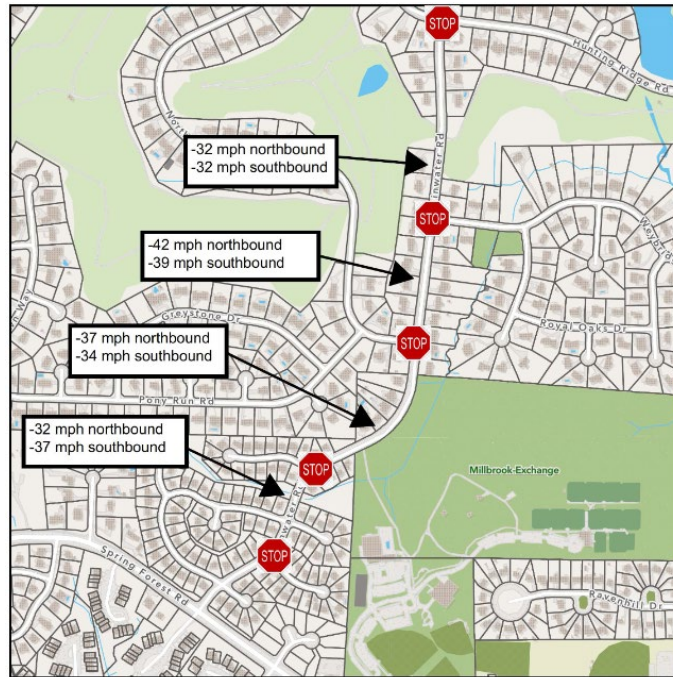 STOP
Hunting Ridge Rd
-32 mph northbound
-32 mph southbound
STOP
-42 mph northbound
-39 mph southbound
Greystone Dr
Royal Oaks Dr
STOP
-37 mph northbound
-34 mph southbound
Pony Run Rd
-32 mph northbound
-37 mph southbound
STOP
Millbrook-Exchange
STOP
Spring Forest Rd
Ravenhill Dr